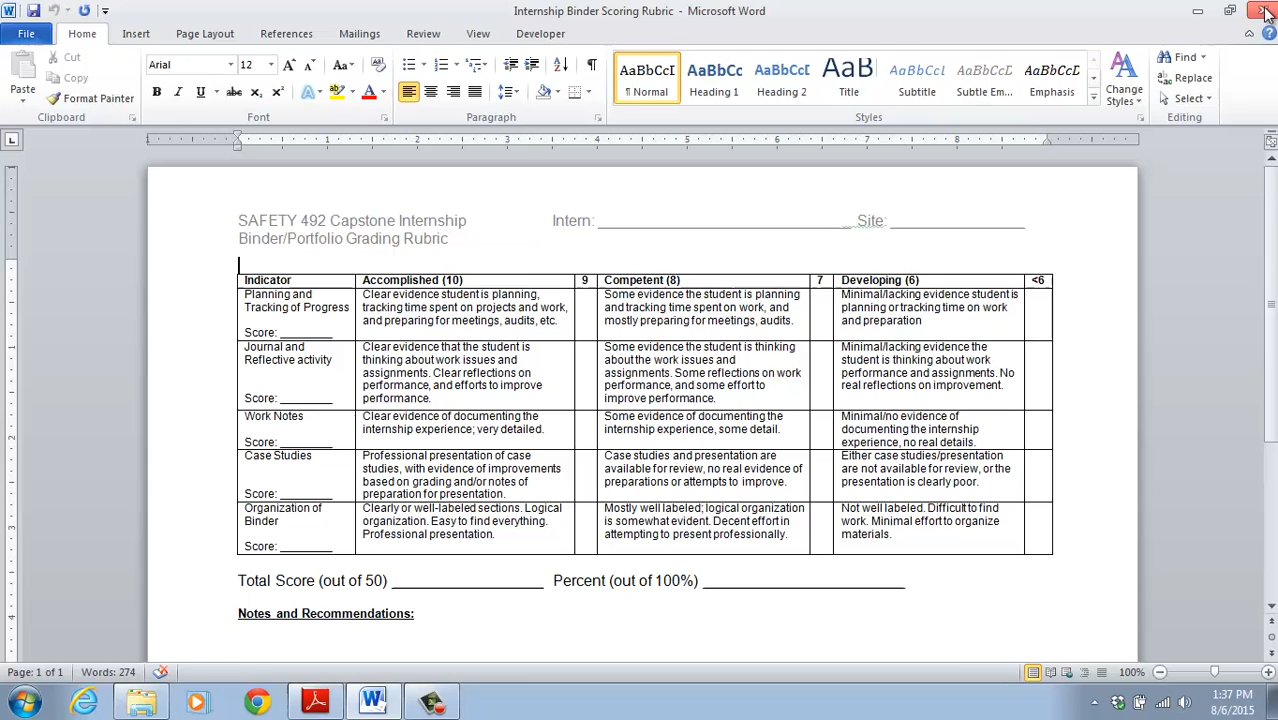 Internship Binder Scoring Rubric - Microsoft Word
File Home Insert Page Layout References Mailings Review View Developer
Paste
Cut
Copy
Format Painter
Clipboard
Arial 12
Font
Paragraph
AaBbCcI AaBbCc AaBbCcI AaB AaBbCcl AaBbCcDı AaBbCcDı
¶ Normal Heading 1 Heading 2 Title Subtitle Subtle Em... Emphasis
Styles
Change Styles
Find
Replace
Select
Editing
SAFETY 492 Capstone Internship Intern: Site:
Binder/Portfolio Grading Rubric
Indicator Accomplished (10) 9 Competent (8) 7 Developing (6) <6
Planning and
Tracking of Progress
Score:
Clear evidence student is planning,
tracking time spent on projects and work,
and preparing for meetings, audits, etc.
Some evidence the student is planning
and tracking time spent on work, and
mostly preparing for meetings, audits.
Minimal/lacking evidence student is
planning or tracking time on work
and preparation
Journal and
Reflective activity
Score:
Clear evidence that the student is
thinking about work issues and
assignments. Clear reflections on
performance, and efforts to improve
performance.
Some evidence the student is thinking
about the work issues and
assignments. Some reflections on work
performance, and some effort to
improve performance.
Minimal/lacking evidence the
student is thinking about work
performance and assignments. No
real reflections on improvement.
Work Notes
Score:
Clear evidence of documenting the
internship experience; very detailed.
Some evidence of documenting the
internship experience, some detail.
Minimal/no evidence of
documenting the internship
experience, no real details.
Case Studies
Score:
Professional presentation of case
studies, with evidence of improvements
based on grading and/or notes of
preparation for presentation.
Case studies and presentation are
available for review, no real evidence of
preparations or attempts to improve.
Either case studies/presentation
are not available for review, or the
presentation is clearly poor.
Organization of
Binder
Score:
Clearly or well-labeled sections. Logical
organization. Easy to find everything.
Professional presentation.
Mostly well labeled; logical organization
is somewhat evident. Decent effort in
attempting to present professionally.
Not well labeled. Difficult to find
work. Minimal effort to organize
materials.
Total Score (out of 50) Percent (out of 100%)
Notes and Recommendations:
Page: 1 of 1 Words: 274 100%
1:37 PM
8/6/2015